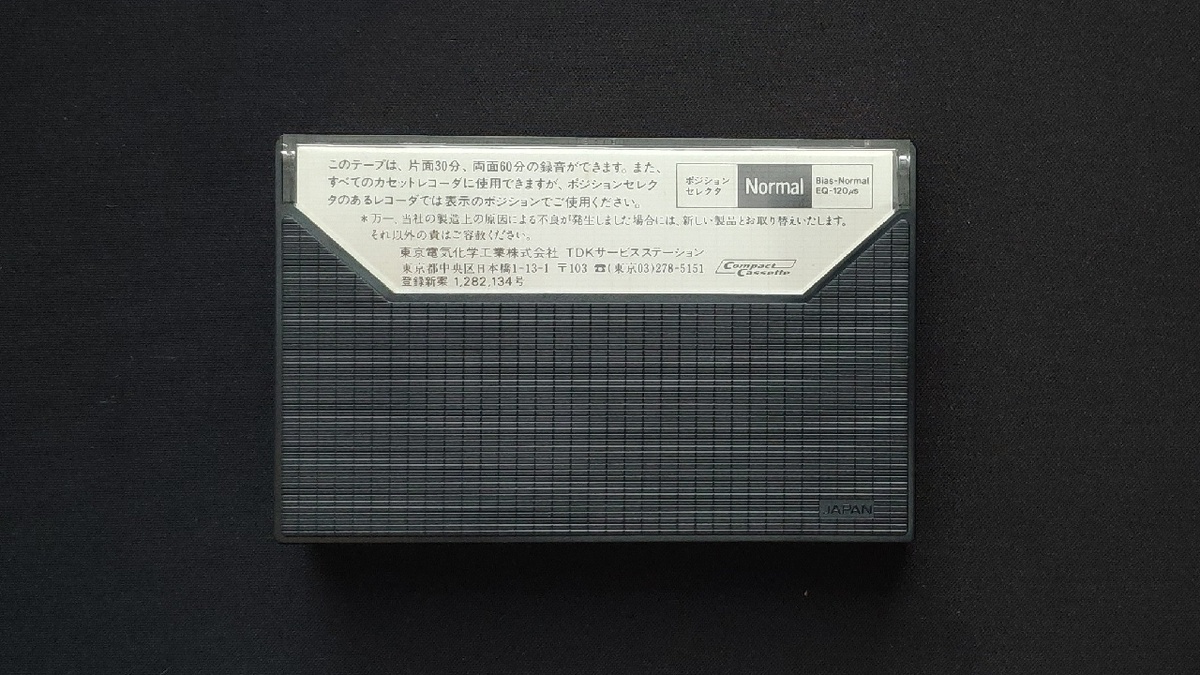 このテープは、片面30分、両面60分の録音ができます。また、
すべてのカセットレコーダに使用できますが、ポジションセレク
タのあるレコーダでは表示のポジションでご使用ください。
ポジション
セレクタ
Normal
Bias-Normal
EQ-120μs
*万一、当社の製造上の原因による不良が発生しました場合には、新しい製品とお取り替えいたします。
それ以外の責はご容赦ください。
東京電気化学工業株式会社 TDKサービスステーション
東京都中央区日本橋1-13-1 〒103 ☎(東京03)278-5151
登録新案 1,282,134号
Compact
Cassette
JAPAN